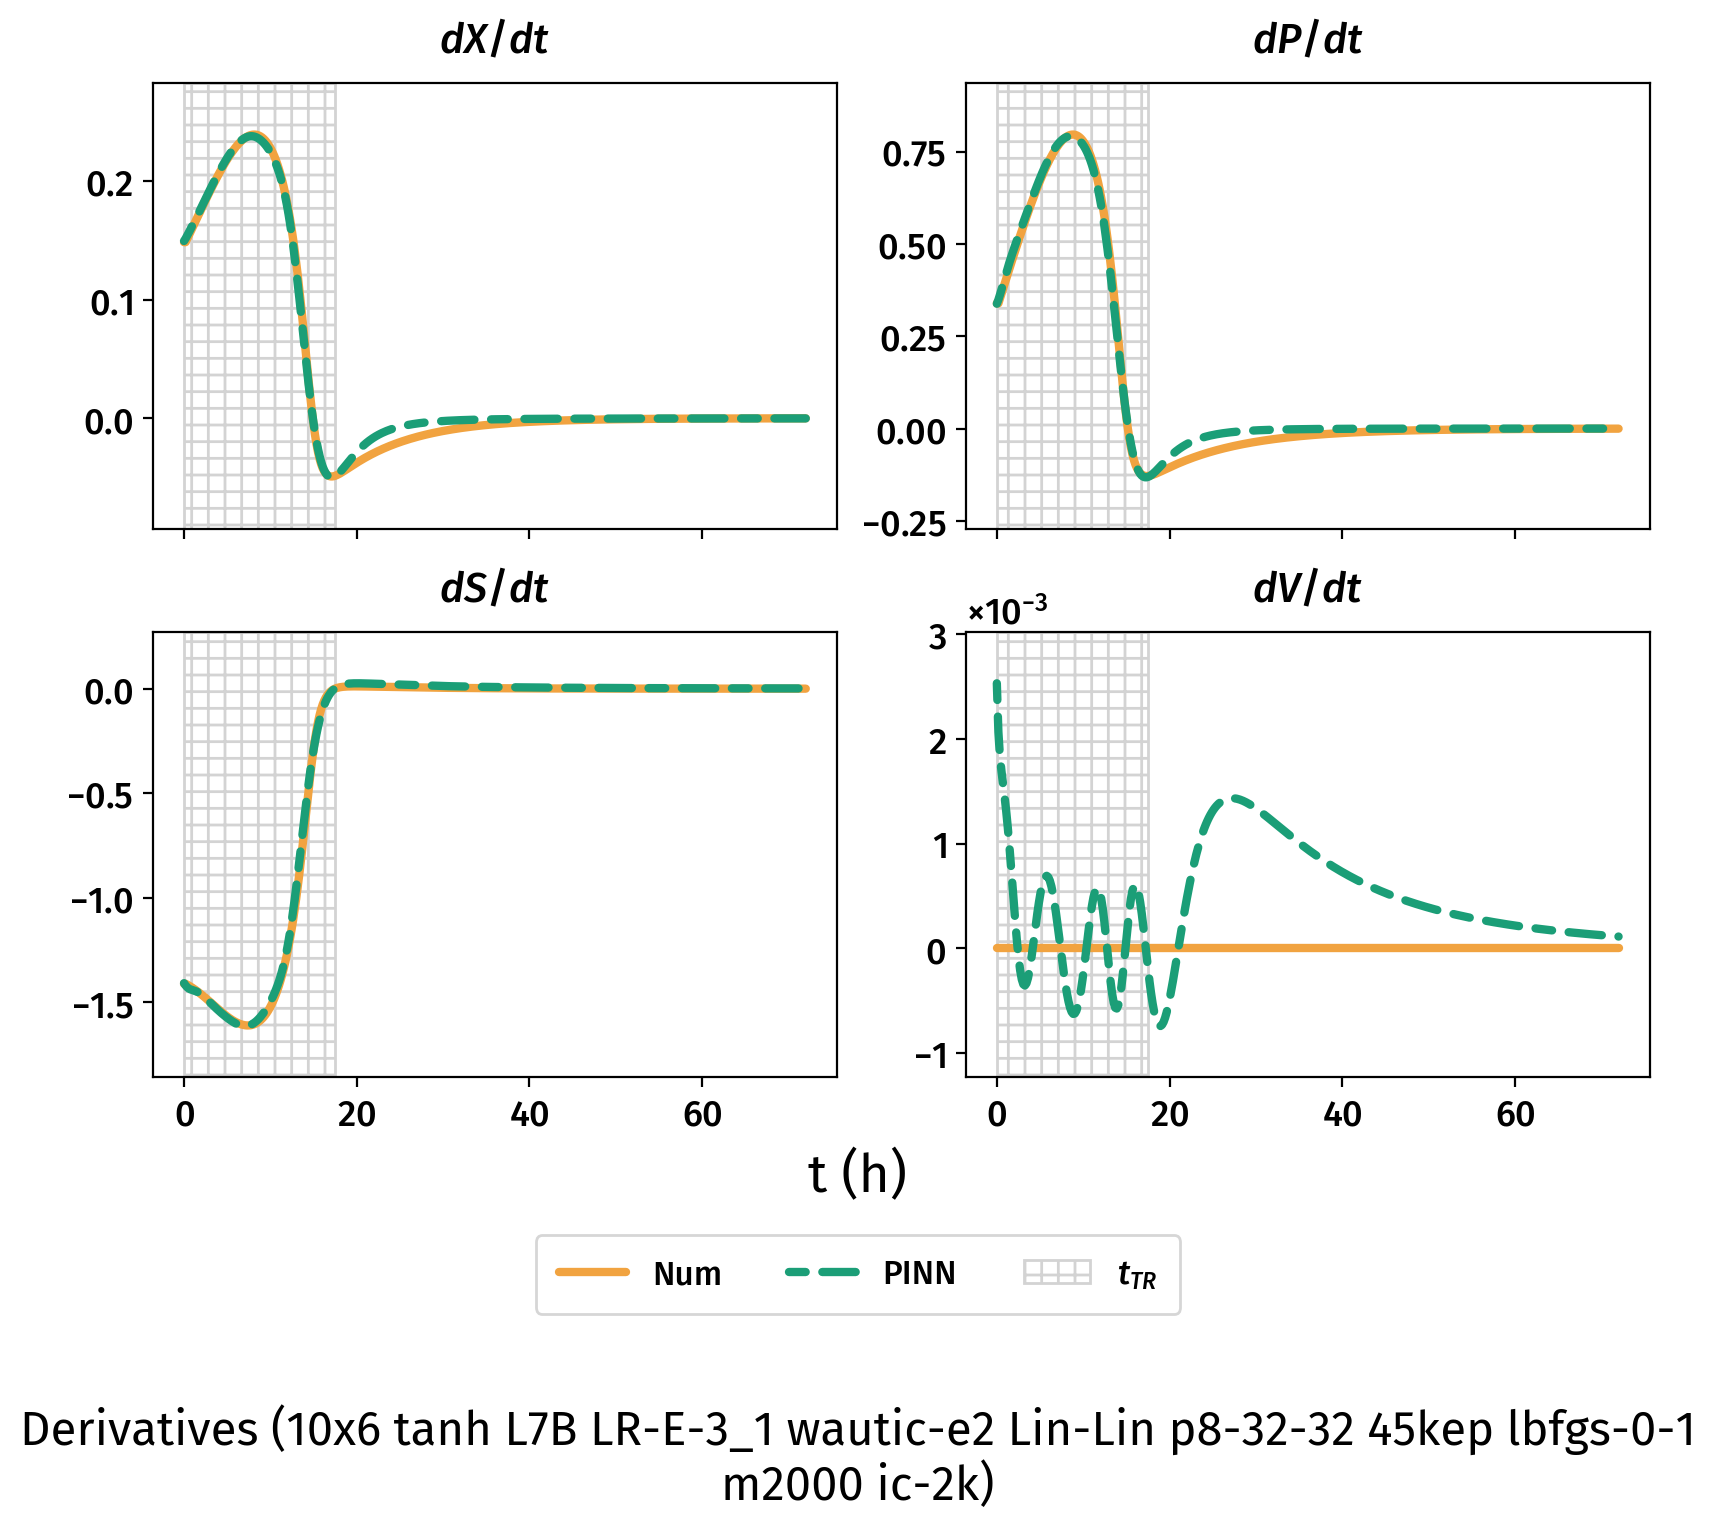 dX/dt
dP/dt
0.2
0.1
0.0
0.75
0.50
0.25
0.00
−0.25
dS/dt
dV/dt
×10⁻³
0.0
−0.5
−1.0
−1.5
3
2
1
0
−1
0 20 40 60
0 20 40 60
t (h)
Num PINN t_TR
Derivatives (10x6 tanh L7B LR-E-3_1 wautic-e2 Lin-Lin p8-32-32 45kep lbfgs-0-1
m2000 ic-2k)